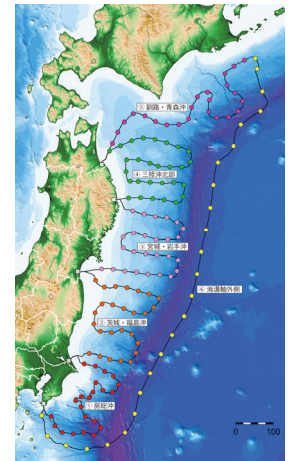 ⑤ 釧路・青森沖
④ 三陸沖北部
③ 宮城・岩手沖
⑥ 海溝軸外側
② 茨城・福島沖
① 房総沖
0 100